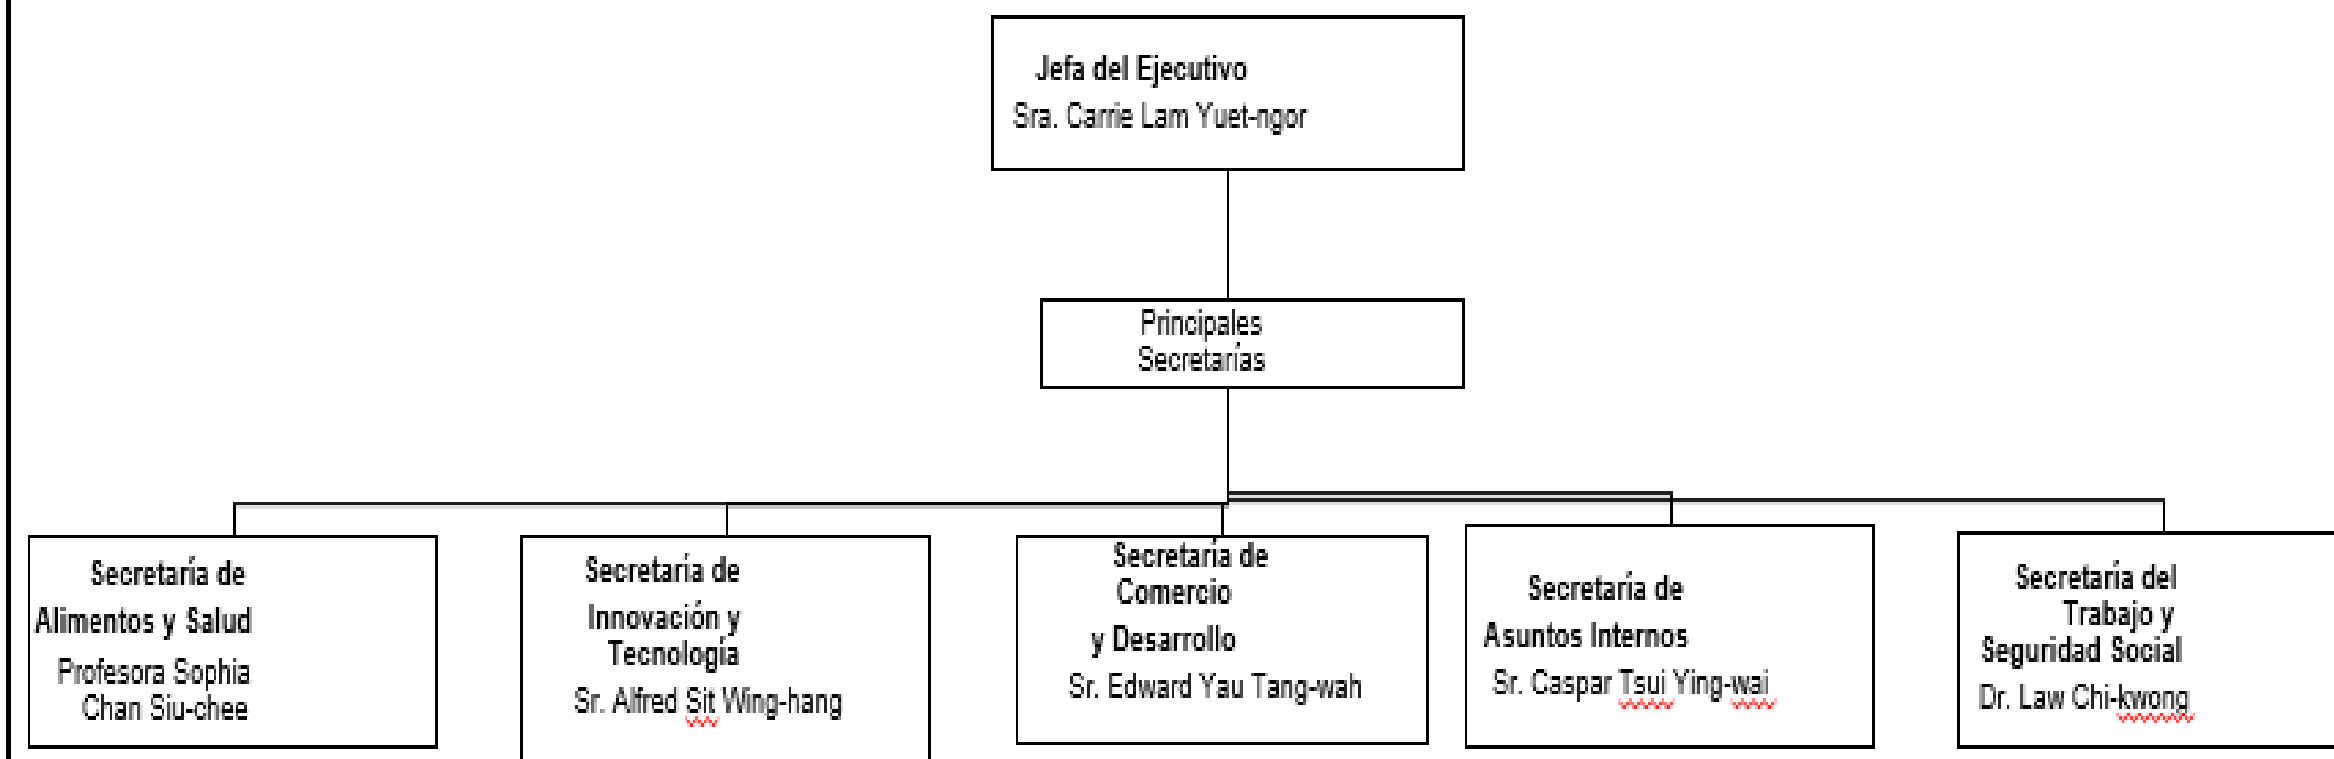 Jefa del Ejecutivo
Sra. Carrie Lam Yuet-ngor
Principales
Secretarías
Secretaría de
Alimentos y Salud
Profesora Sophia
Chan Siu-chee
Secretaría de
Innovación y
Tecnología
Sr. Alfred Sit Wing-hang
Secretaría de
Comercio
y Desarrollo
Sr. Edward Yau Tang-wah
Secretaría de
Asuntos Internos
Sr. Caspar Tsui Ying-wai
Secretaría del
Trabajo y
Seguridad Social
Dr. Law Chi-kwong